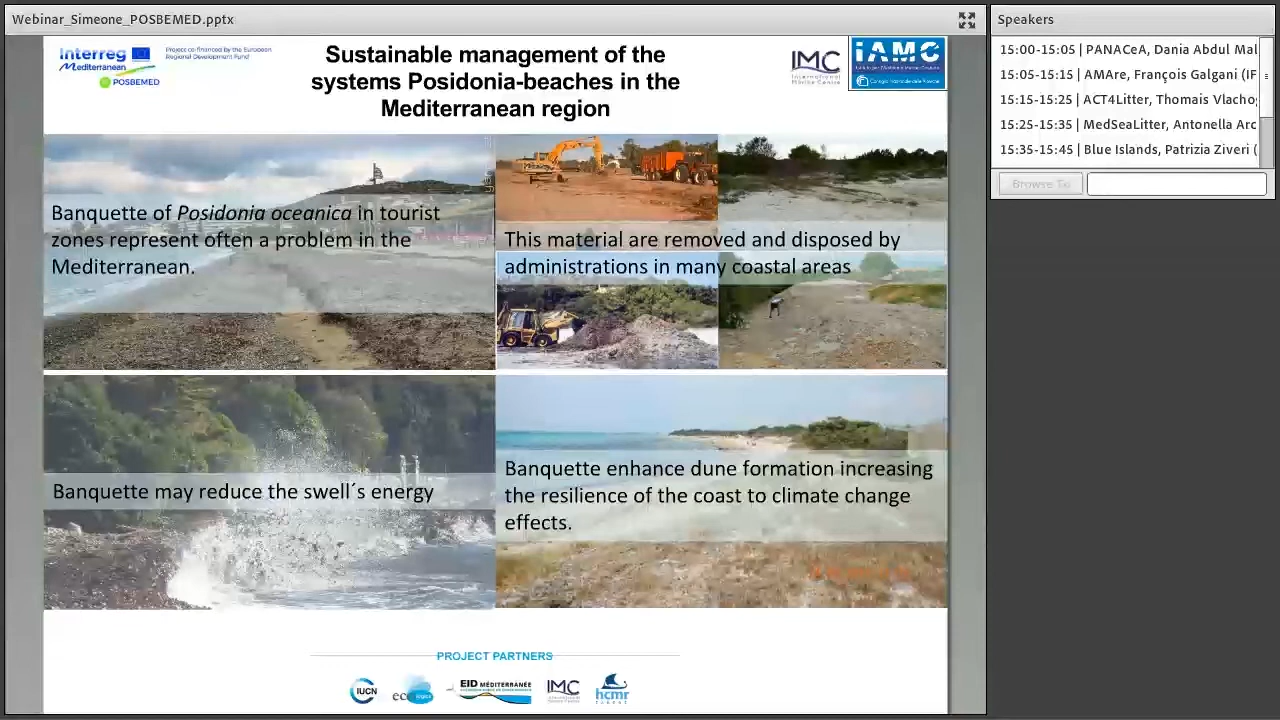 Webinar_Simeone_POSBEMED.pptx
Interreg
Mediterranean
POSBEMED
Project co-financed by the European
Regional Development Fund
Sustainable management of the
systems Posidonia-beaches in the
Mediterranean region
IMC
International
Marine Centre
IAMC
Banquette of Posidonia oceanica in tourist
zones represent often a problem in the
Mediterranean.
This material are removed and disposed by
administrations in many coastal areas
Banquette may reduce the swell´s energy
Banquette enhance dune formation increasing
the resilience of the coast to climate change
effects.
PROJECT PARTNERS
IUCN
EID MÉDITERRANÉE
IMC
hcmr
Speakers
15:00-15:05 | PANACeA, Dania Abdul Mal
15:05-15:15 | AMAre, François Galgani (IF
15:15-15:25 | ACT4Litter, Thomais Vlacho
15:25-15:35 | MedSeaLitter, Antonella Arc
15:35-15:45 | Blue Islands, Patrizia Ziveri (
Browse To